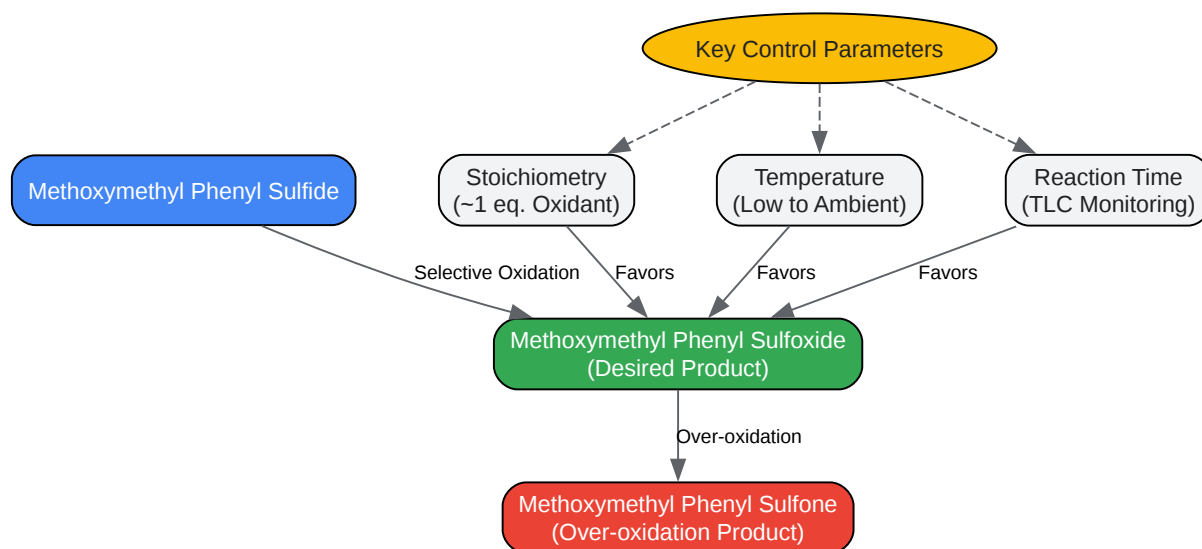 Key Control Parameters
Methoxymethyl Phenyl Sulfide
Stoichiometry
(~1 eq. Oxidant)
Temperature
(Low to Ambient)
Reaction Time
(TLC Monitoring)
Selective Oxidation
Favors
Favors
Favors
Methoxymethyl Phenyl Sulfoxide
(Desired Product)
Over-oxidation
Methoxymethyl Phenyl Sulfone
(Over-oxidation Product)